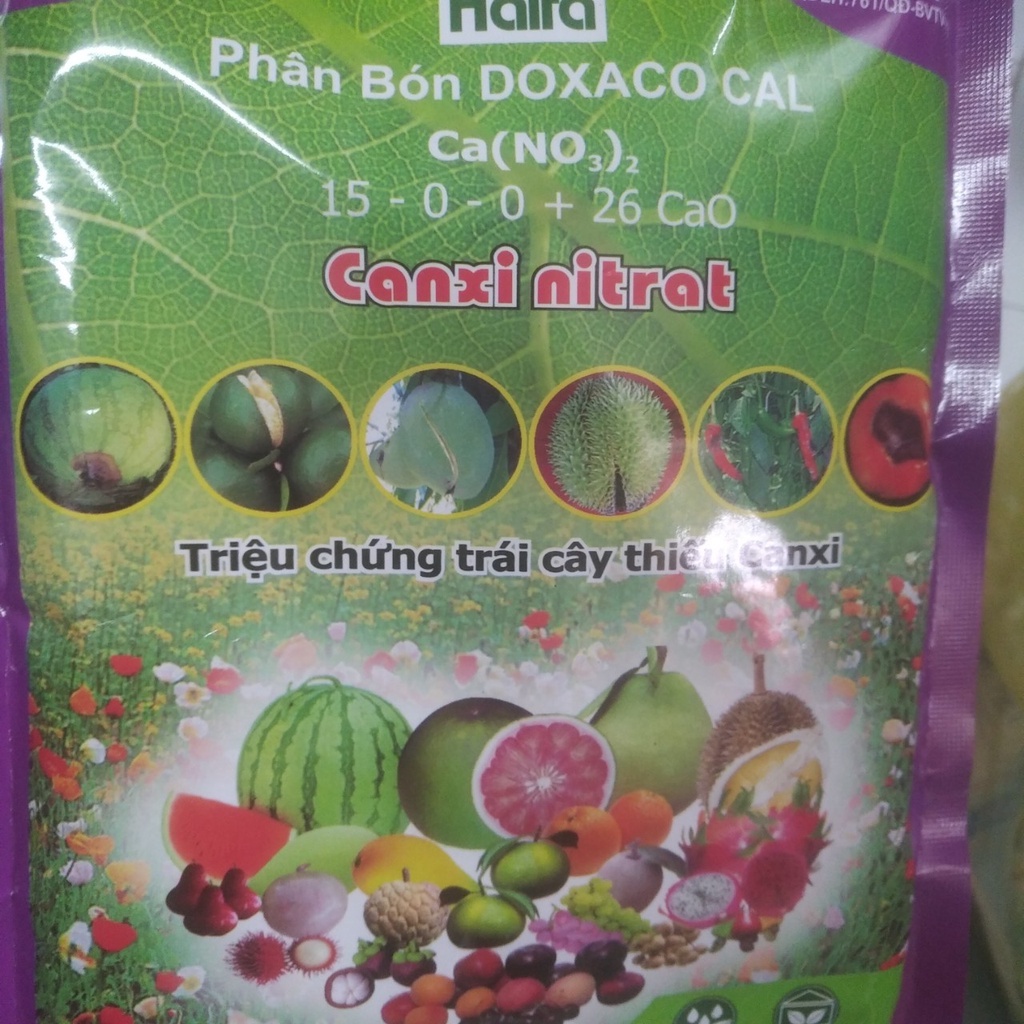 Haifa
Phân Bón DOXACO CAL
Ca(NO₃)₂
15 - 0 - 0 + 26 CaO
Canxi nitrat
Triệu chứng trái cây thiếu Canxi